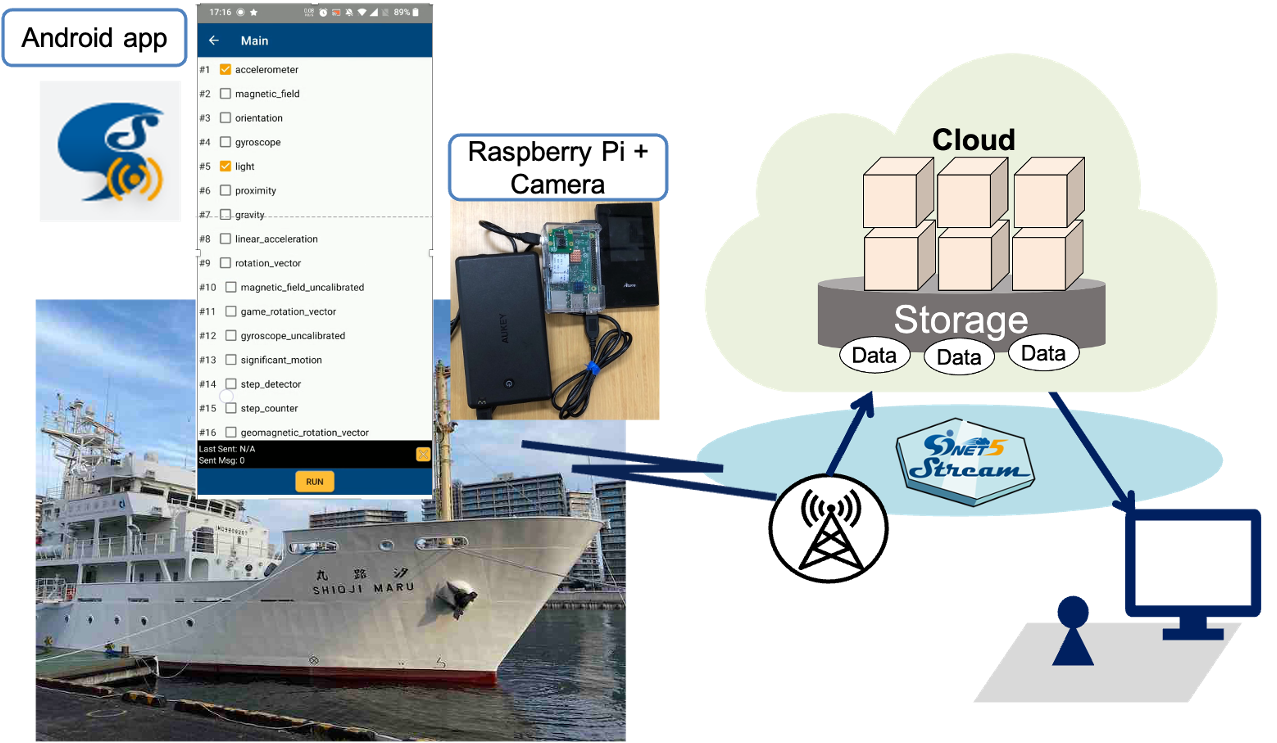 Android app
17:16
89%
Main
#1 accelerometer
#2 magnetic_field
#3 orientation
#4 gyroscope
#5 light
#6 proximity
#7 gravity
#8 linear_acceleration
#9 rotation_vector
#10 magnetic_field_uncalibrated
#11 game_rotation_vector
#12 gyroscope_uncalibrated
#13 significant_motion
#14 step_detector
#15 step_counter
#16 geomagnetic_rotation_vector
Last Sent: N/A
Sent Msg: 0
RUN
Raspberry Pi +
Camera
AUKEY
Cloud
Storage
Data
Data
Data
SINET5
Stream
汐路丸
SHIOJI MARU